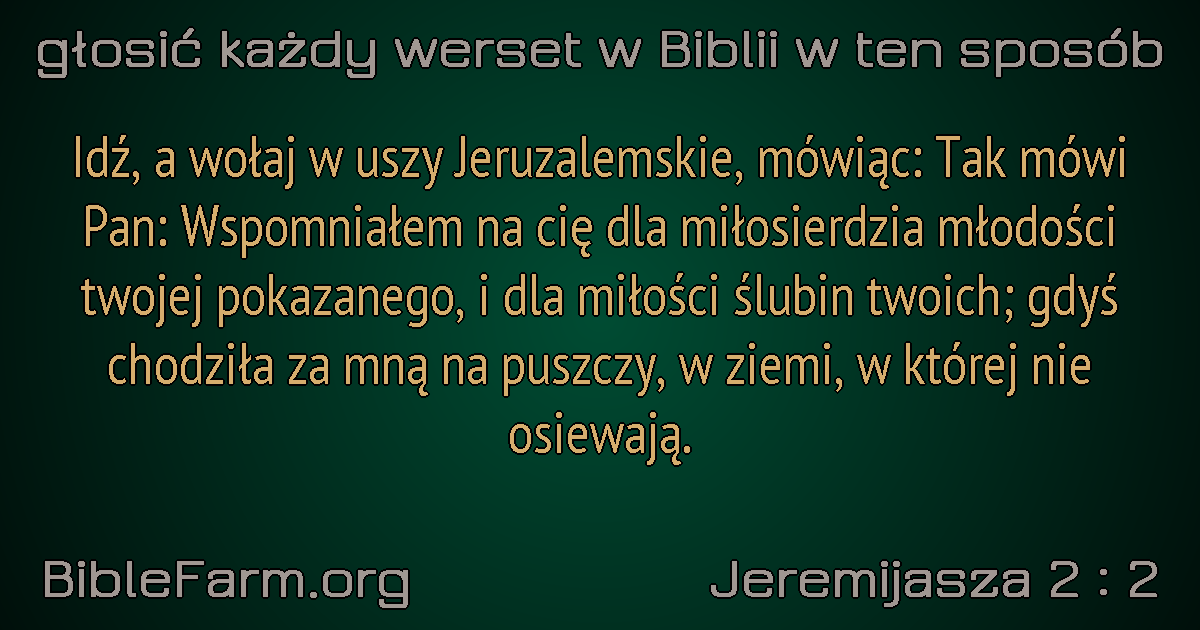 głosić każdy werset w Biblii w ten sposób
Idź, a wołaj w uszy Jeruzalemskie, mówiąc: Tak mówi
Pan: Wspomniałem na cię dla miłosierdzia młodości
twojej pokazanego, i dla miłości ślubin twoich; gdyś
chodziła za mną na puszczy, w ziemi, w której nie
osiewają.
BibleFarm.org
Jeremijasza 2 : 2